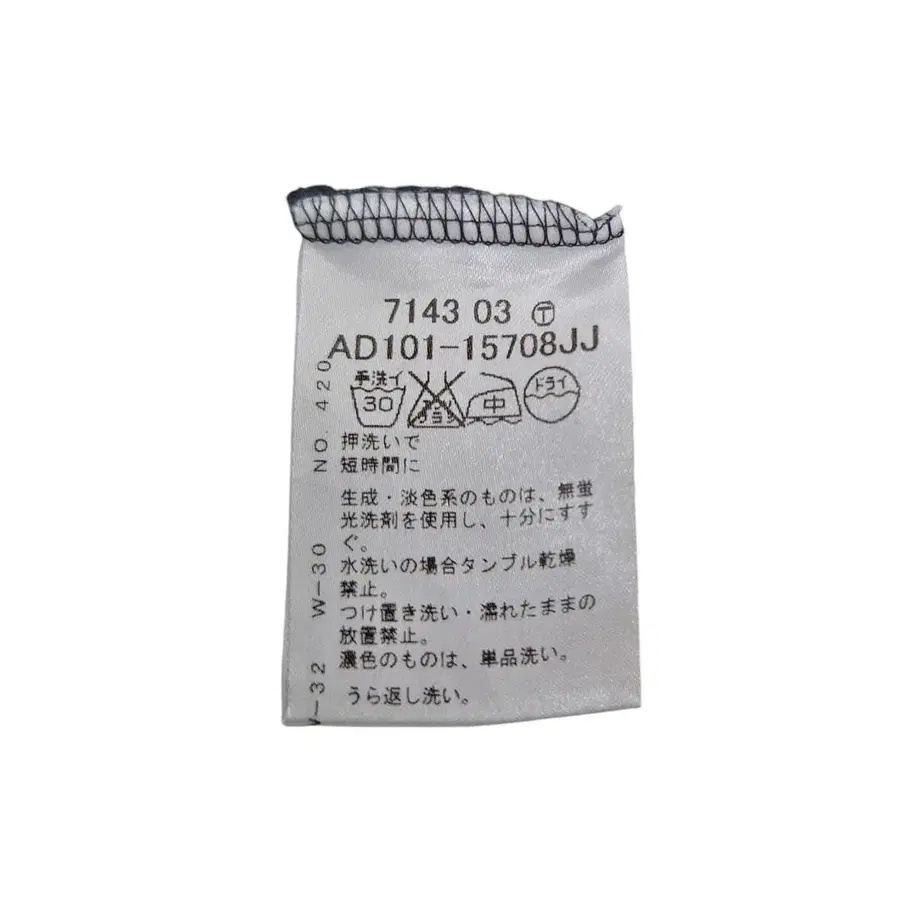 7143 03 Ⓣ
AD101-15708JJ
手洗イ
30
中
ドライ
押洗いで
短時間に
生成・淡色系のものは、無蛍
光洗剤を使用し、十分にすす
ぐ。
水洗いの場合タンブル乾燥
禁止。
つけ置き洗い・濡れたままの
放置禁止。
濃色のものは、単品洗い。
うら返し洗い。
NO. 420
W-30
W-32